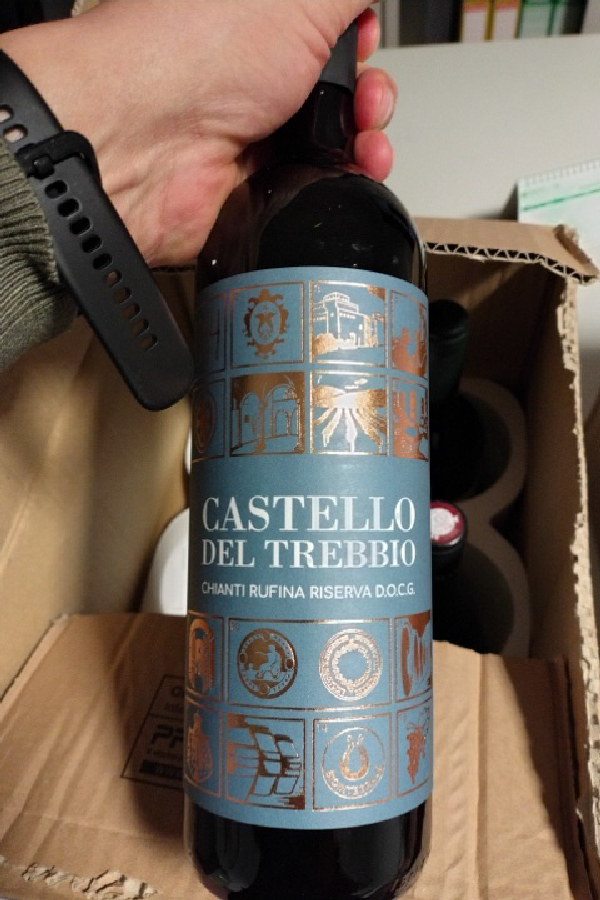 CASTELLO
DEL TREBBIO
CHIANTI RUFINA RISERVA D.O.C.G.